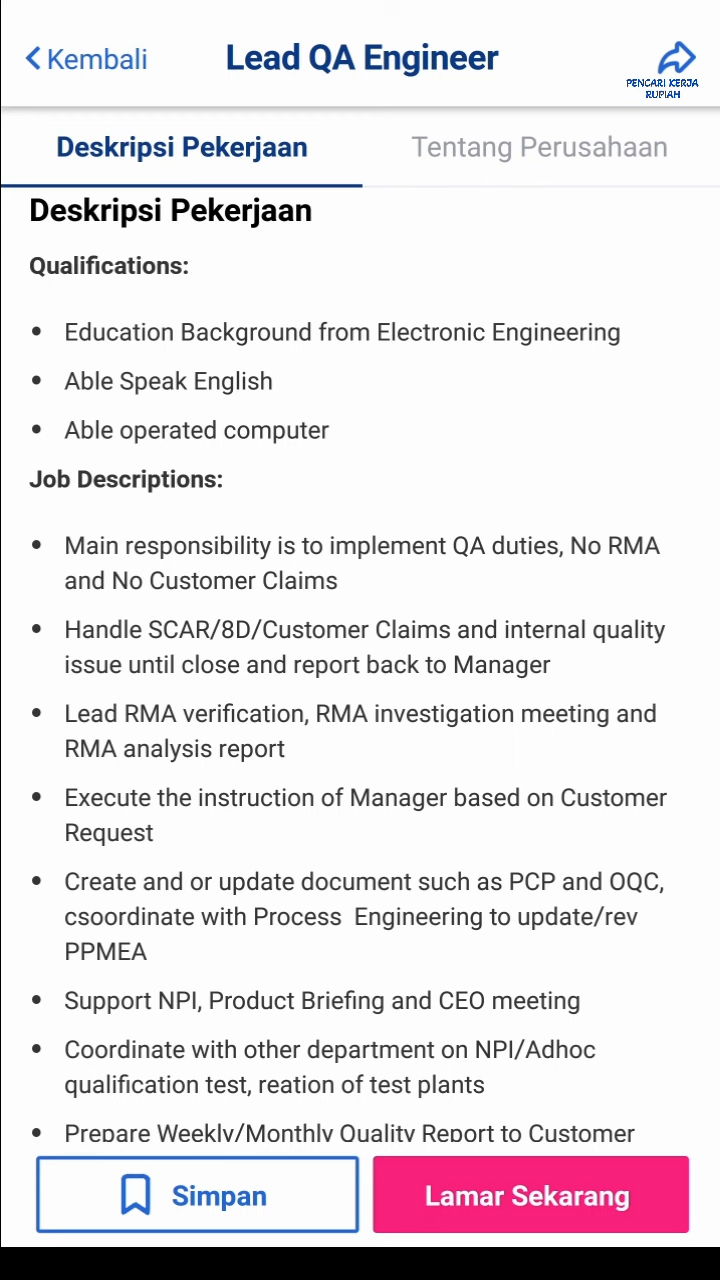 Kembali
Lead QA Engineer
PENCARI KERJA
RUPIAH
Deskripsi Pekerjaan
Tentang Perusahaan
Deskripsi Pekerjaan
Qualifications:
• Education Background from Electronic Engineering
• Able Speak English
• Able operated computer
Job Descriptions:
• Main responsibility is to implement QA duties, No RMA
and No Customer Claims
• Handle SCAR/8D/Customer Claims and internal quality
issue until close and report back to Manager
• Lead RMA verification, RMA investigation meeting and
RMA analysis report
• Execute the instruction of Manager based on Customer
Request
• Create and or update document such as PCP and OQC,
csoordinate with Process  Engineering to update/rev
PPMEA
• Support NPI, Product Briefing and CEO meeting
• Coordinate with other department on NPI/Adhoc
qualification test, reation of test plants
• Prepare Weekly/Monthly Quality Report to Customer
Simpan
Lamar Sekarang